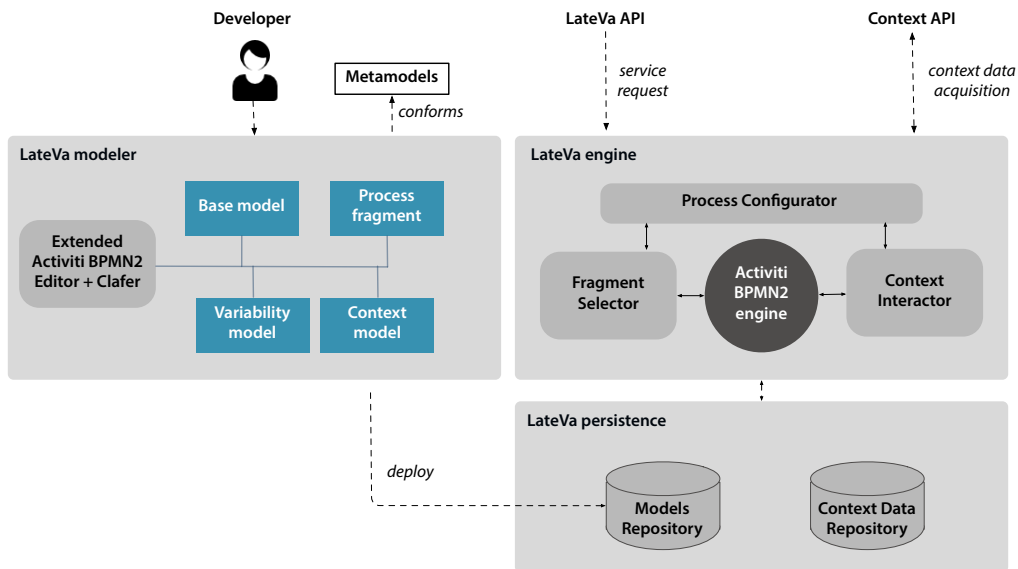 Developer
LateVa API
Context API
Metamodels
conforms
service
request
context data
acquisition
LateVa modeler
Base model
Process
fragment
Extended
Activiti BPMN2
Editor + Clafer
Variability
model
Context
model
LateVa engine
Process Configurator
Fragment
Selector
Activiti
BPMN2
engine
Context
Interactor
deploy
LateVa persistence
Models
Repository
Context Data
Repository